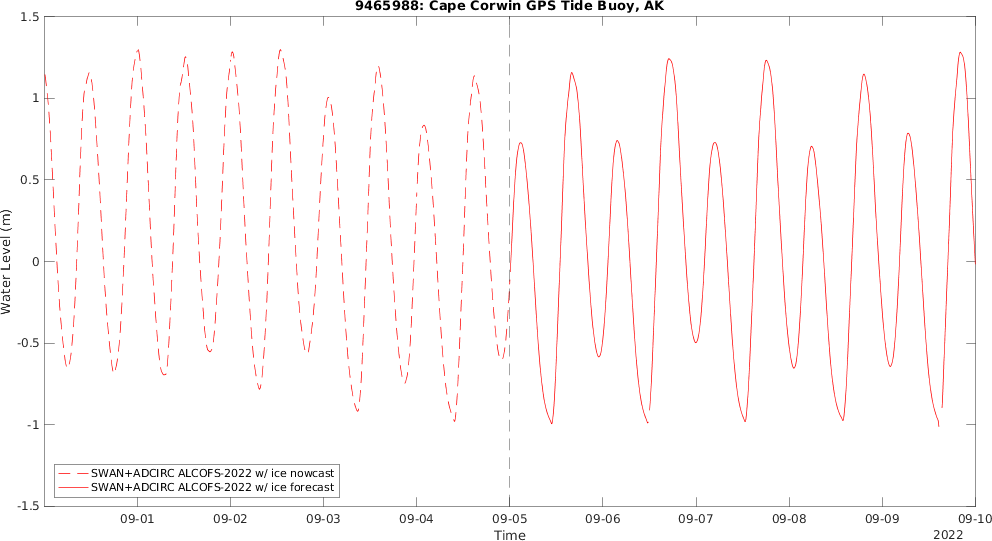 9465988: Cape Corwin GPS Tide Buoy, AK
1.5
1
0.5
0
-0.5
-1
-1.5
Water Level (m)
SWAN+ADCIRC ALCOFS-2022 w/ ice nowcast
SWAN+ADCIRC ALCOFS-2022 w/ ice forecast
09-01 09-02 09-03 09-04 09-05 09-06 09-07 09-08 09-09 09-10
Time
2022